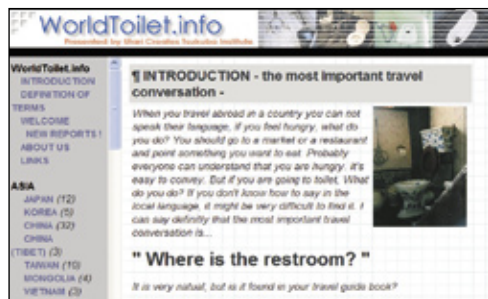 WorldToilet.info
Presented by Shari Creates Tsukuba Institute
WorldToilet.info
INTRODUCTION
DEFINITION OF
TERMS
WELCOME
NEW REPORTS !
ABOUT US
LINKS
ASIA
JAPAN (12)
KOREA (5)
CHINA (32)
CHINA
(TIBET) (3)
TAIWAN (10)
MONGOLIA (4)
VIETNAM (3)
¶ INTRODUCTION - the most important travel
conversation -
When you travel abroad in a country you can not
speak their language, if you feel hungry, what do
you do? You should go to a market or a restaurant
and point something you want to eat. Probably
everyone can understand that you are hungry. It's
easy to convey. But if you are going to toilet, What
do you do? If you don't know how to say in the
local language, it might be very difficult to find it. I
can say definitly that the most important travel
conversation is...
" Where is the restroom? "
It is very natual, but is it found in your travel guide book?